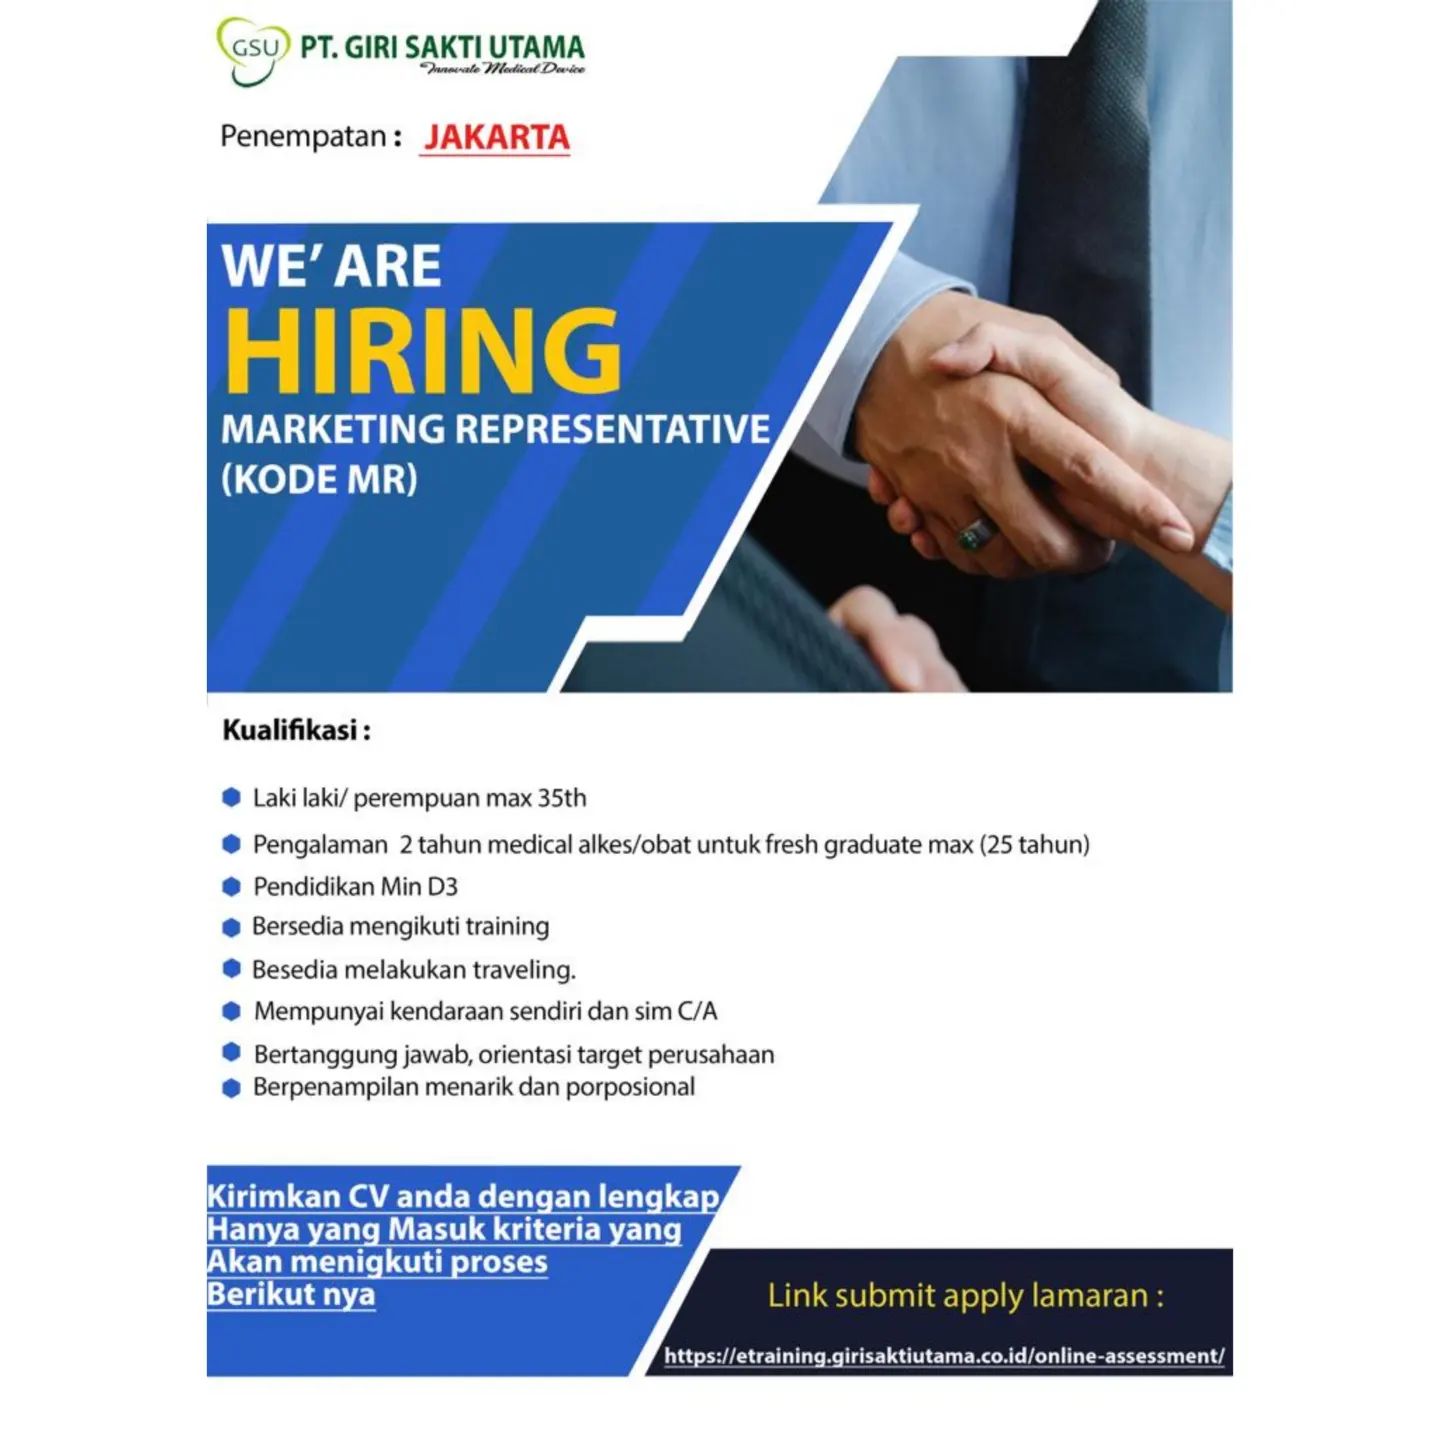 GSU PT. GIRI SAKTI UTAMA
Innovate Medical Device
Penempatan : JAKARTA
WE’ ARE
HIRING
MARKETING REPRESENTATIVE
(KODE MR)
Kualifikasi :
Laki laki/ perempuan max 35th
Pengalaman 2 tahun medical alkes/obat untuk fresh graduate max (25 tahun)
Pendidikan Min D3
Bersedia mengikuti training
Besedia melakukan traveling.
Mempunyai kendaraan sendiri dan sim C/A
Bertanggung jawab, orientasi target perusahaan
Berpenampilan menarik dan porposional
Kirimkan CV anda dengan lengkap
Hanya yang Masuk kriteria yang
Akan menigkuti proses
Berikut nya
Link submit apply lamaran :
https://etraining.girisaktiutama.co.id/online-assessment/